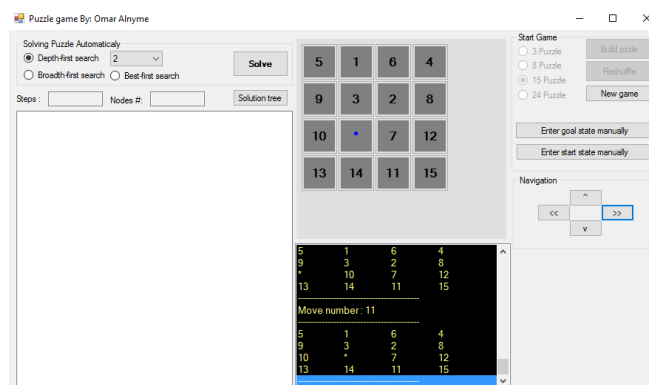 Puzzle game By: Omar Alnyme
Solving Puzzle Automaticaly
Depth-first search 2
Solve
Broadth-first search Best-first search
Steps : Nodes #: Solution tree
5 1 6 4
9 3 2 8
10 7 12
13 14 11 15
Start Game
3 Puzzle Build pzzle
8 Puzzle Reshuffle
15 Puzzle
24 Puzzle New game
Enter goal state manually
Enter start state manually
Navigation
^
<< >>
v
5 1 6 4
9 3 2 8
* 10 7 12
13 14 11 15
--------------------------------------
Move number : 11
--------------------------------------
5 1 6 4
9 3 2 8
10 * 7 12
13 14 11 15
--------------------------------------